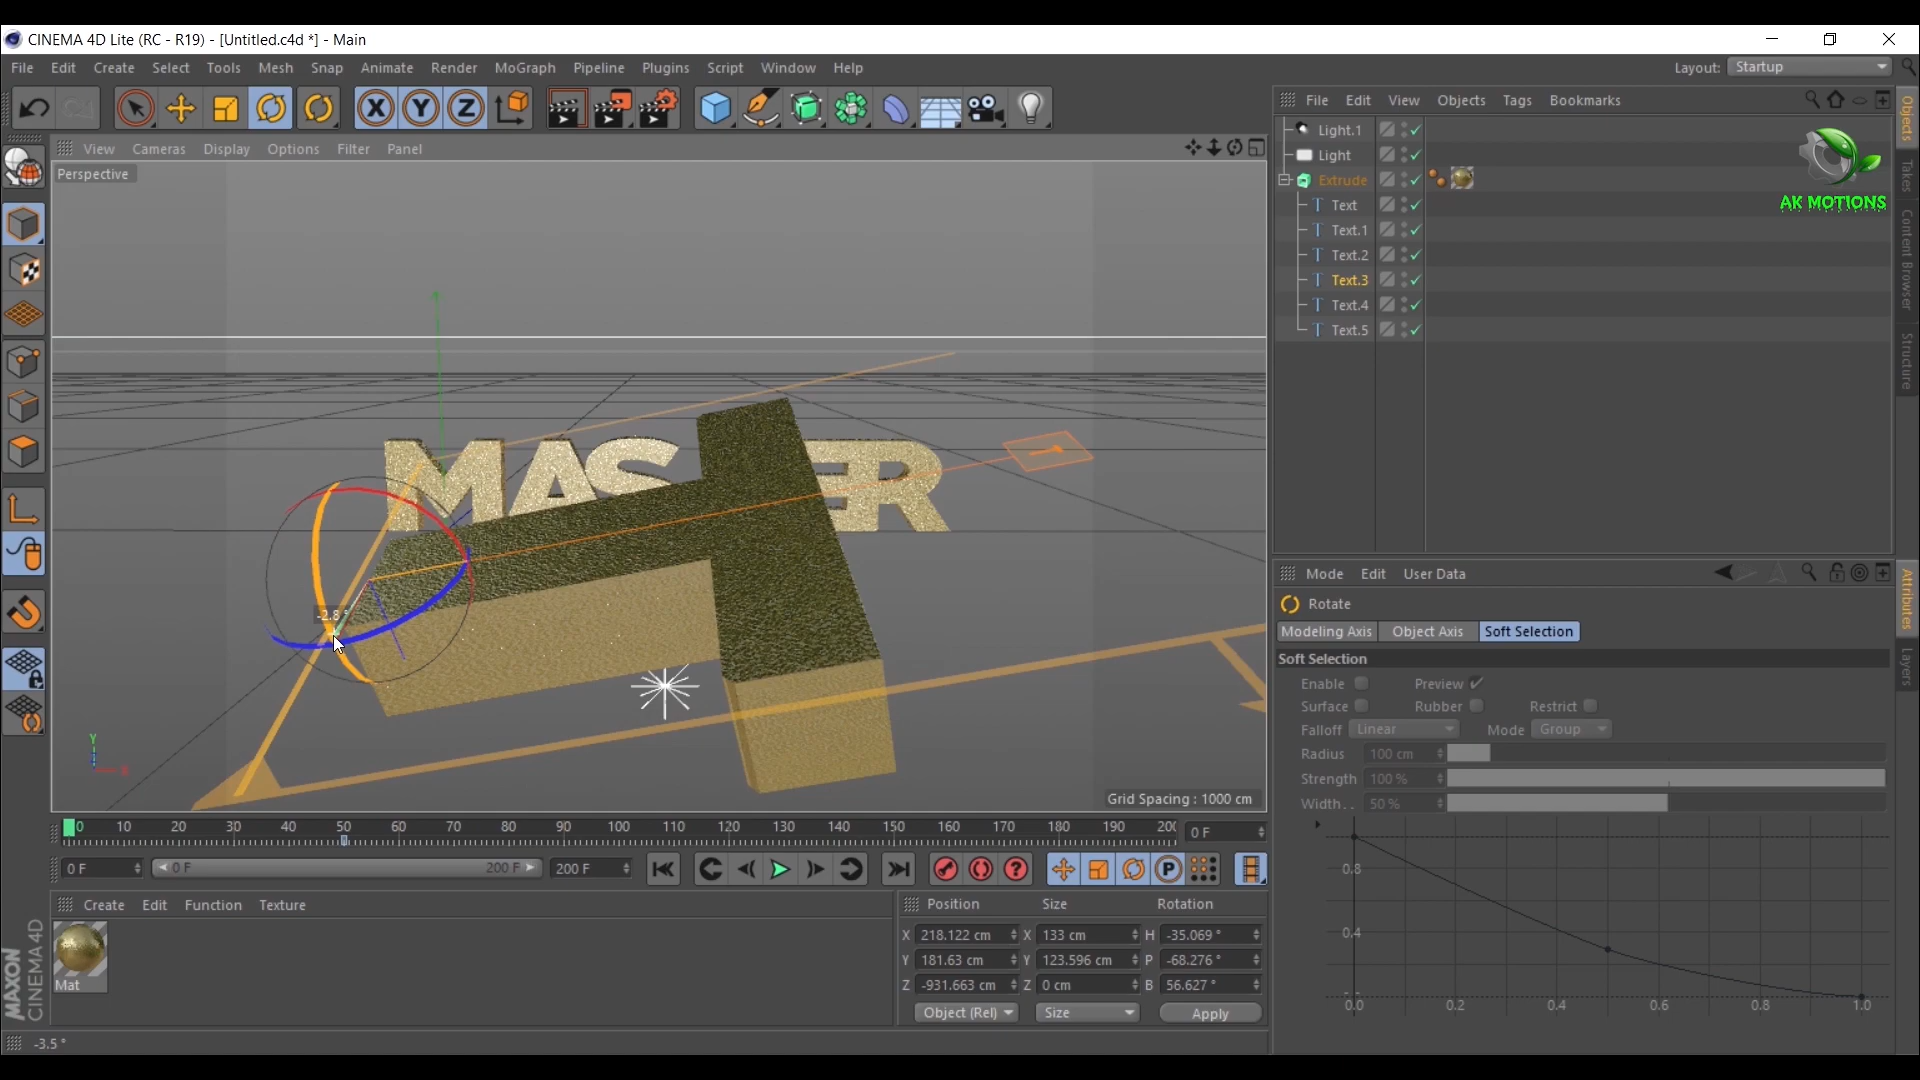 CINEMA 4D Lite (RC - R19) - [Untitled.c4d *] - Main
File Edit Create Select Tools Mesh Snap Animate Render MoGraph Pipeline Plugins Script Window Help
Layout: Startup
X Y Z
File Edit View Objects Tags Bookmarks
View Cameras Display Options Filter Panel
Perspective
Light.1
Light
Extrude
Text
Text.1
Text.2
Text.3
Text.4
Text.5
AK MOTIONS
Objects
Takes
Content Browser
Structure
MASTER
-2.8 °
Y
X
Grid Spacing : 1000 cm
Mode Edit User Data
Rotate
Modeling Axis Object Axis Soft Selection
Soft Selection
Enable Preview
Surface Rubber Restrict
Falloff Linear Mode Group
Radius 100 cm
Strength 100 %
Width. . 50 %
0.8
0.4
0.0 0.2 0.4 0.6 0.8 1.0
Attributes
Layers
0 10 20 30 40 50 60 70 80 90 100 110 120 130 140 150 160 170 180 190 200
0 F
0 F 0 F 200 F 200 F
P
Create Edit Function Texture
Mat
MAXON
CINEMA 4D
Position Size Rotation
X 218.122 cm X 133 cm H -35.069 °
Y 181.63 cm Y 123.596 cm P -68.276 °
Z -931.663 cm Z 0 cm B 56.627 °
Object (Rel) Size Apply
-3.5 °